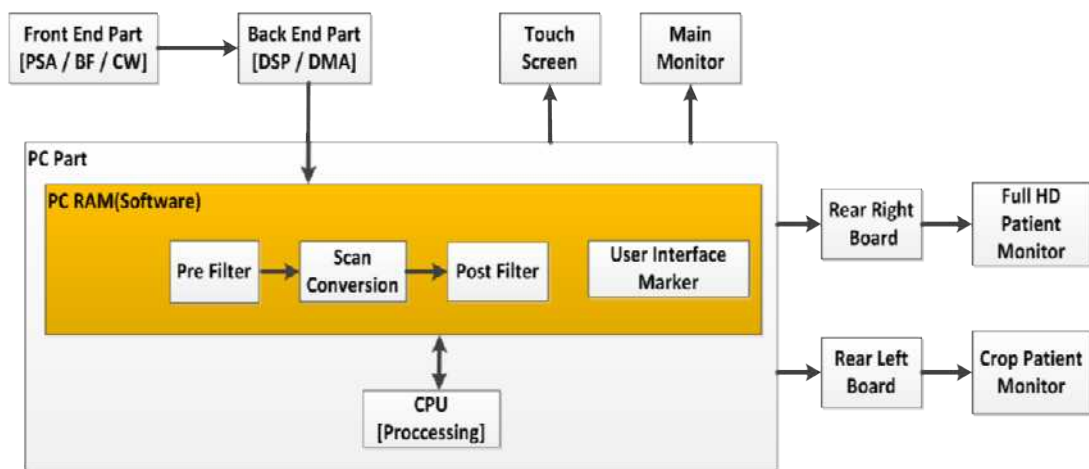 Front End Part
[PSA / BF / CW]
Back End Part
[DSP / DMA]
Touch
Screen
Main
Monitor
PC Part
PC RAM(Software)
Pre Filter
Scan
Conversion
Post Filter
User Interface
Marker
CPU
[Proccessing]
Rear Right
Board
Full HD
Patient
Monitor
Rear Left
Board
Crop Patient
Monitor